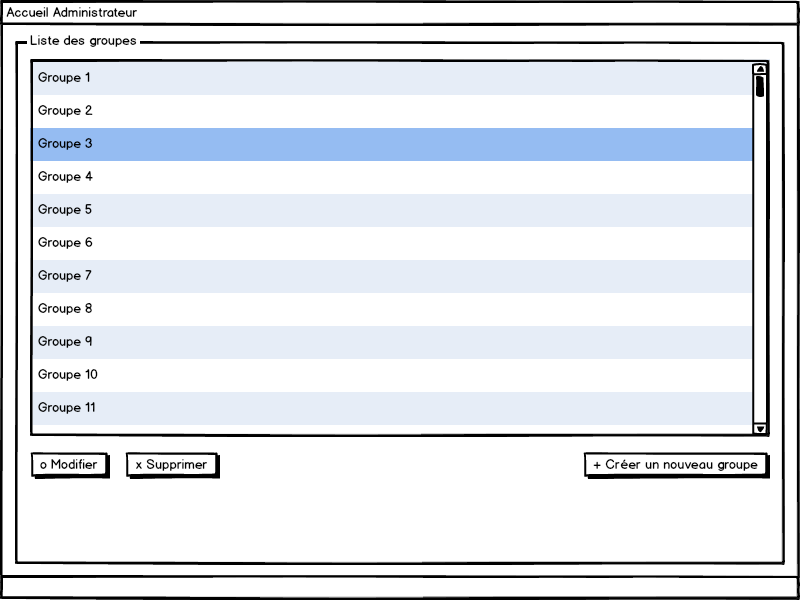 Accueil Administrateur
Liste des groupes
Groupe 1
Groupe 2
Groupe 3
Groupe 4
Groupe 5
Groupe 6
Groupe 7
Groupe 8
Groupe 9
Groupe 10
Groupe 11
o Modifier x Supprimer + Créer un nouveau groupe